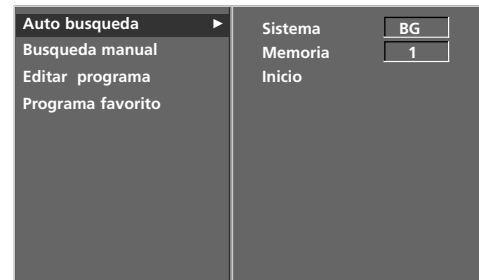 Auto busqueda ►
Busqueda manual
Editar programa
Programa favorito
Sistema BG
Memoria 1
Inicio